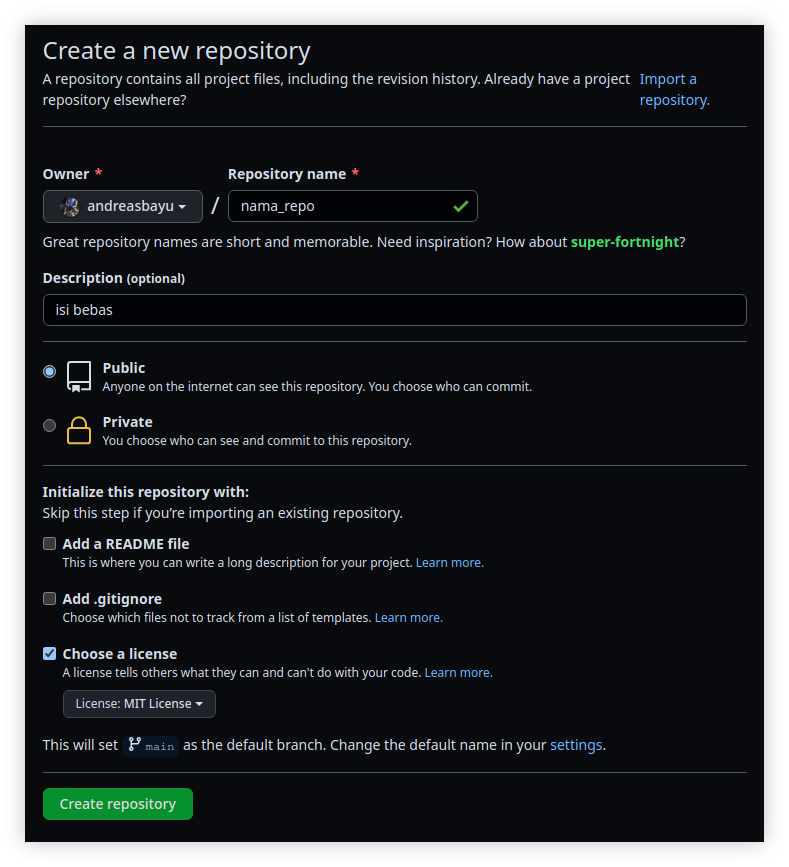 Create a new repository
A repository contains all project files, including the revision history. Already have a project
repository elsewhere?
Import a
repository.
Owner *
Repository name *
andreasbayu
/
nama_repo
Great repository names are short and memorable. Need inspiration? How about super-fortnight?
Description (optional)
isi bebas
Public
Anyone on the internet can see this repository. You choose who can commit.
Private
You choose who can see and commit to this repository.
Initialize this repository with:
Skip this step if you’re importing an existing repository.
Add a README file
This is where you can write a long description for your project. Learn more.
Add .gitignore
Choose which files not to track from a list of templates. Learn more.
Choose a license
A license tells others what they can and can't do with your code. Learn more.
License: MIT License
This will set main as the default branch. Change the default name in your settings.
Create repository